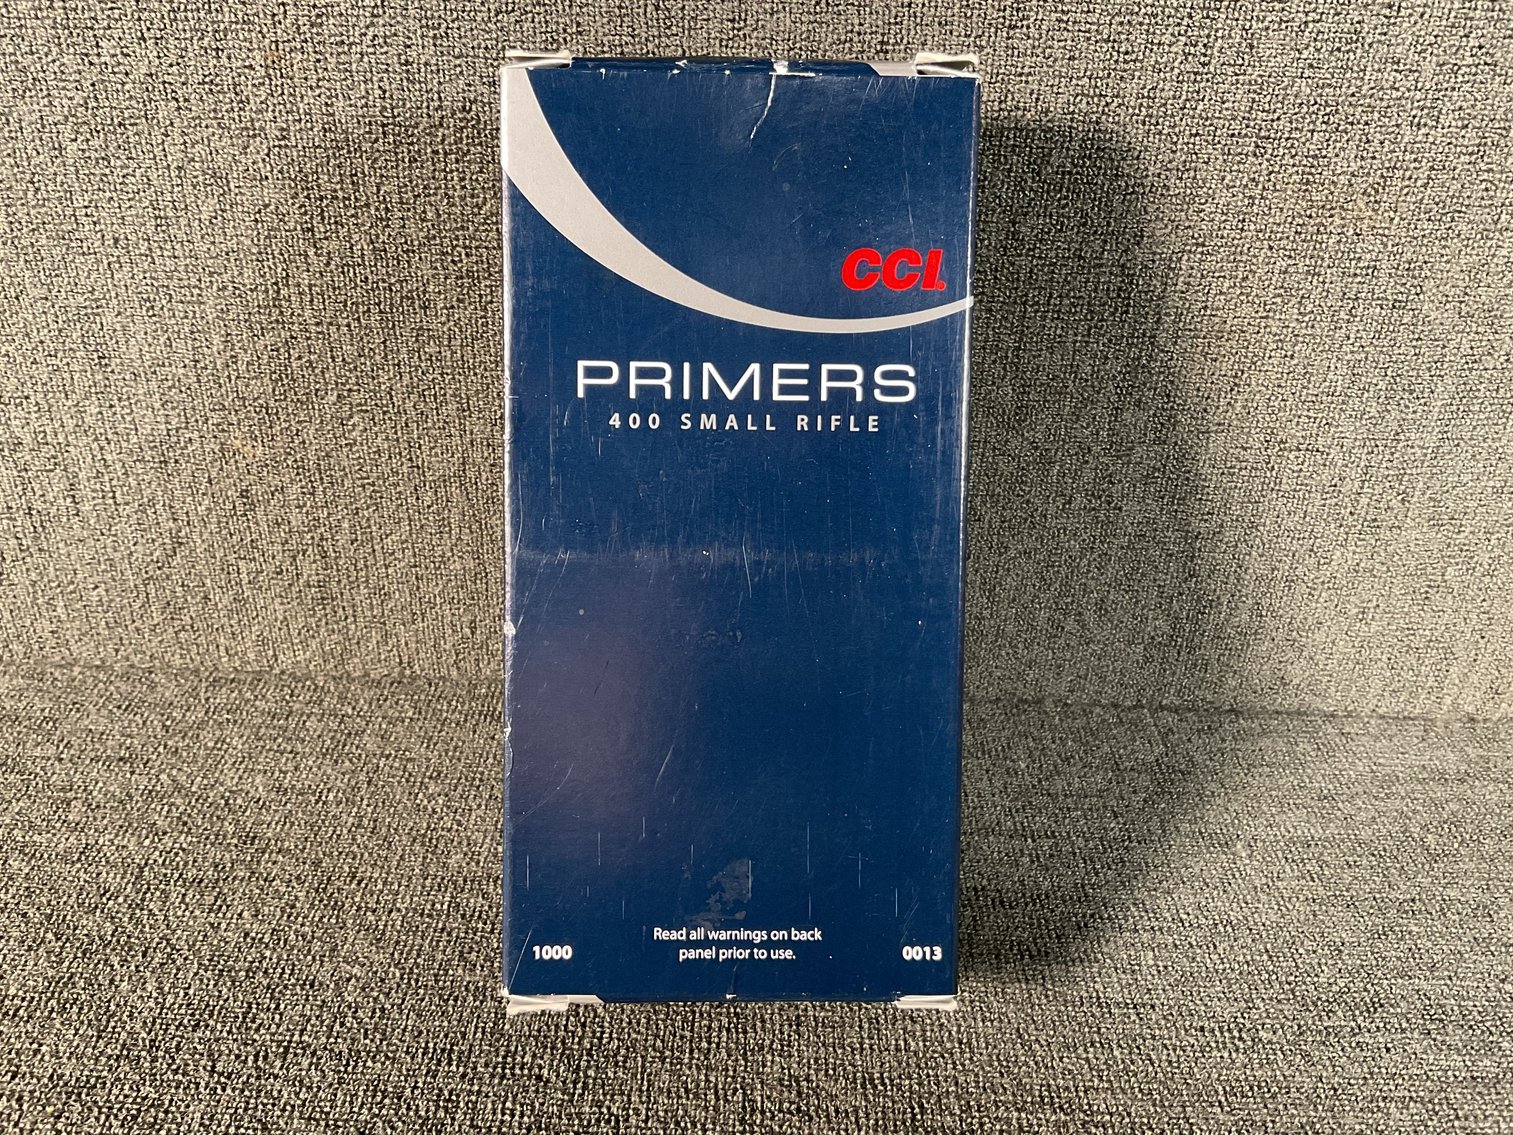 CCI
PRIMERS
400 SMALL RIFLE
Read all warnings on back
panel prior to use.
1000
0013